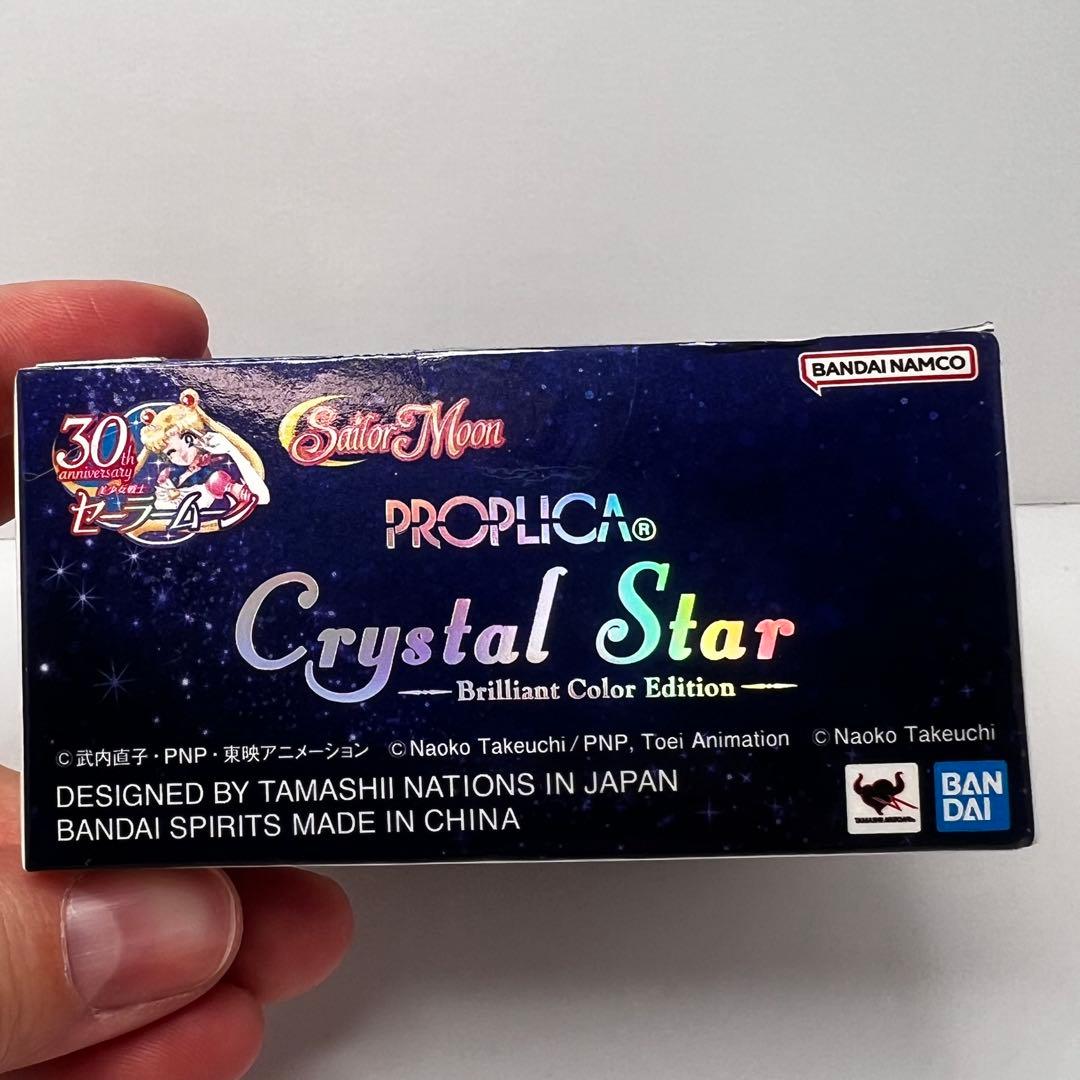 BANDAI NAMCO
30th
anniversary
美少女戦士
セーラームーン
Sailor Moon
PROPLICA®
Crystal Star
Brilliant Color Edition
©武内直子・PNP・東映アニメーション ©Naoko Takeuchi/PNP, Toei Animation ©Naoko Takeuchi
DESIGNED BY TAMASHII NATIONS IN JAPAN
BANDAI SPIRITS MADE IN CHINA
TAMASHII NATIONS
BAN
DAI